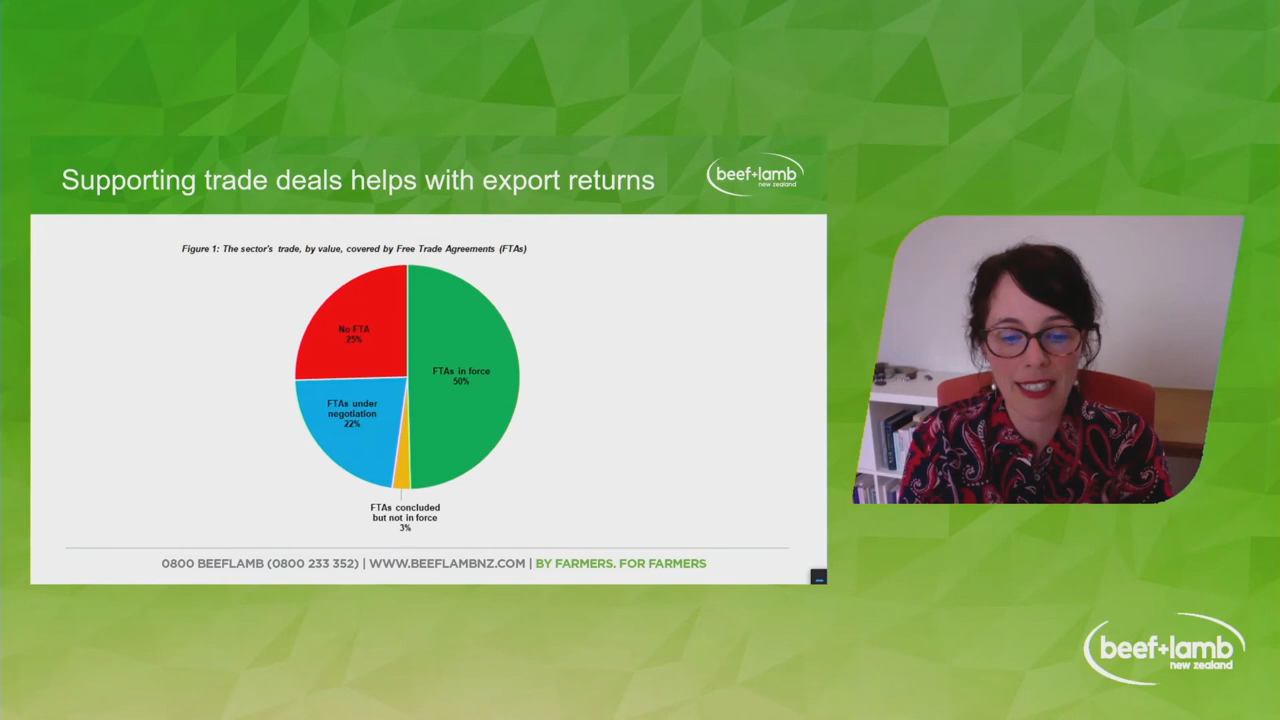 Supporting trade deals helps with export returns
beef+lamb
new zealand
Figure 1: The sector's trade, by value, covered by Free Trade Agreements (FTAs)
No FTA
25%
FTAs in force
50%
FTAs under
negotiation
22%
FTAs concluded
but not in force
3%
0800 BEEFLAMB (0800 233 352) | WWW.BEEFLAMBNZ.COM | BY FARMERS. FOR FARMERS
beef+lamb
new zealand